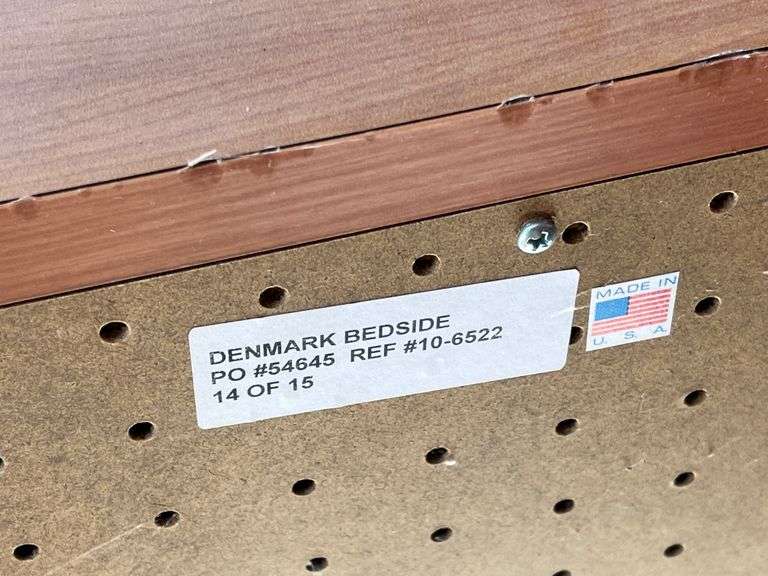 DENMARK BEDSIDE
PO #54645 REF #10-6522
14 OF 15
MADE IN
U. S. A.